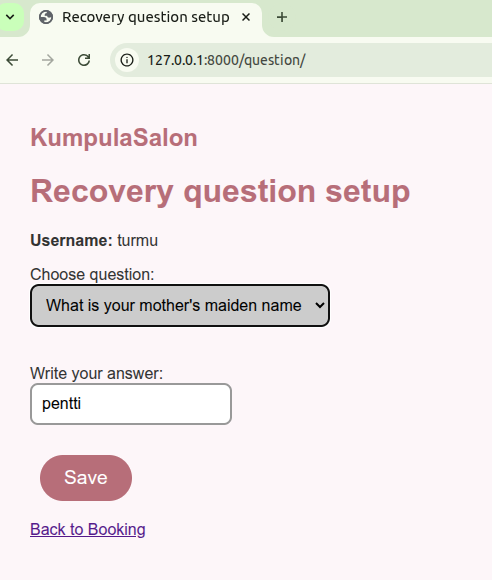 Recovery question setup
127.0.0.1:8000/question/
KumpulaSalon
Recovery question setup
Username: turmu
Choose question:
What is your mother's maiden name
Write your answer:
pentti
Save
Back to Booking